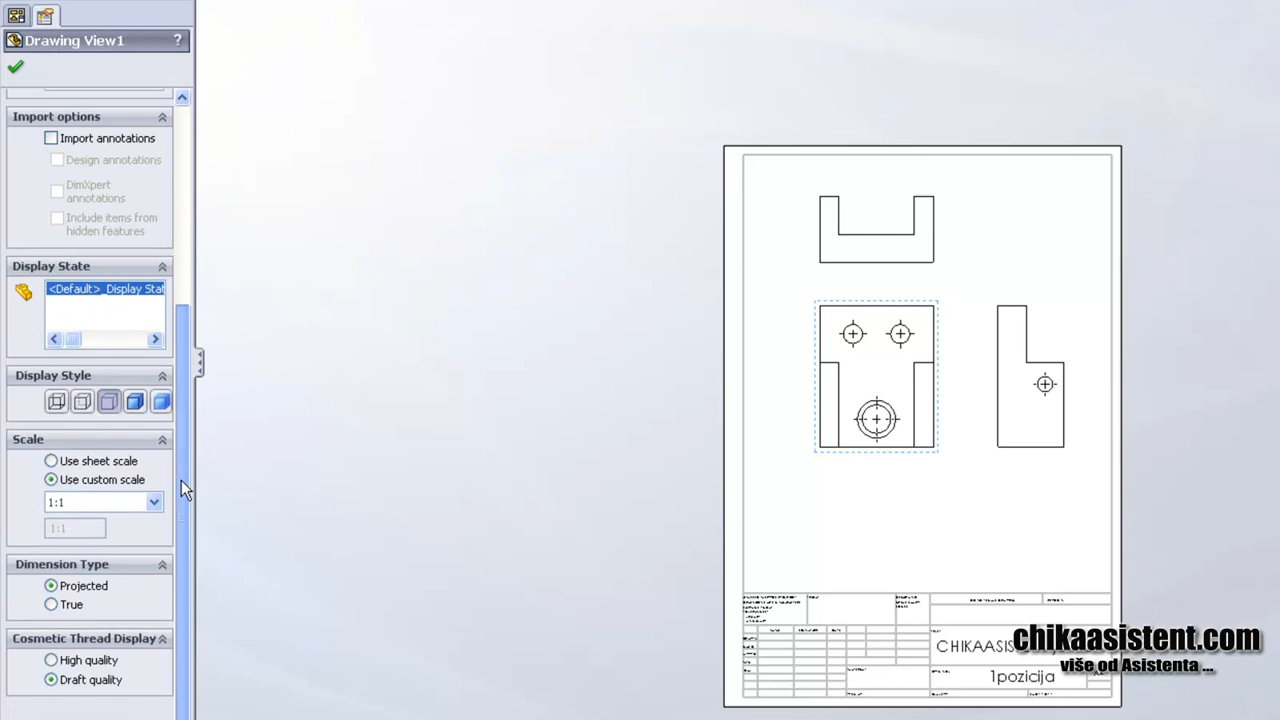 Drawing View1
?
Import options
Import annotations
Design annotations
DimXpert
annotations
Include items from
hidden features
Display State
<Default>_Display Stat
Display Style
Scale
Use sheet scale
Use custom scale
1:1
1:1
Dimension Type
Projected
True
Cosmetic Thread Display
High quality
Draft quality
chikaasistent.com
više od Asistenta ...
1pozicija